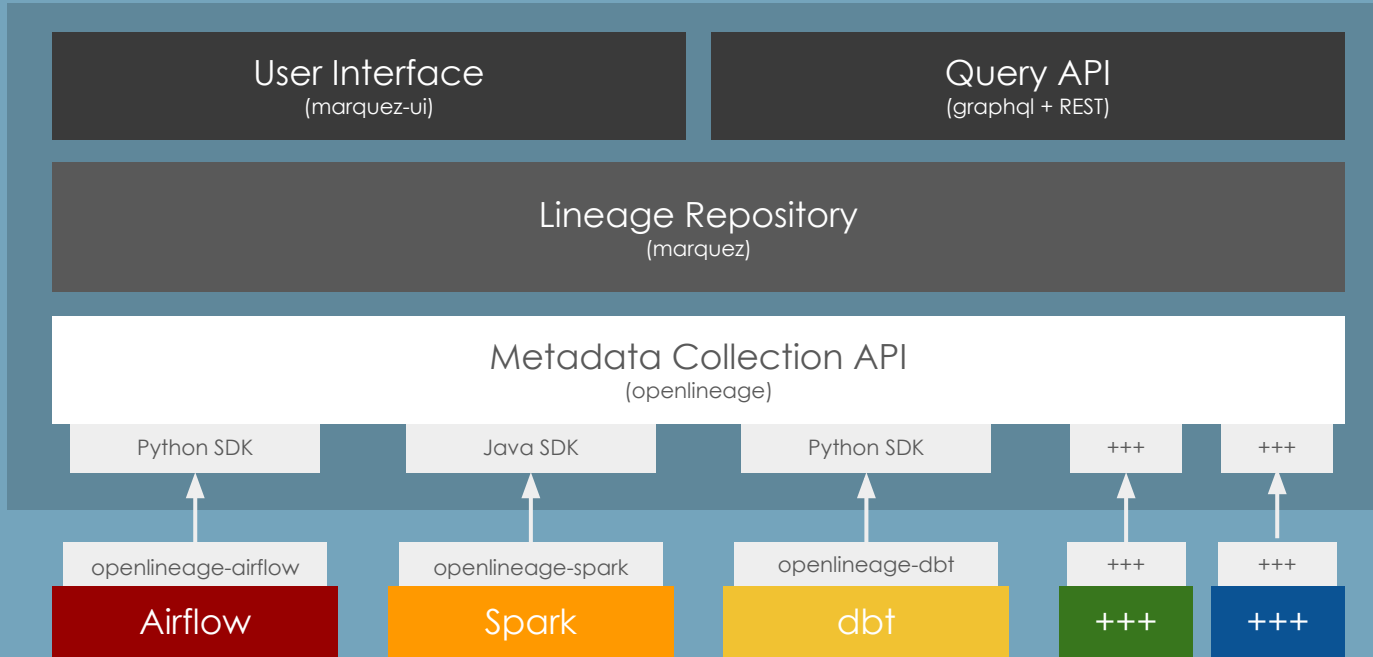 User Interface
(marquez-ui)
Query API
(graphql + REST)
Lineage Repository
(marquez)
Metadata Collection API
(openlineage)
Python SDK
Java SDK
Python SDK
+++
+++
openlineage-airflow
openlineage-spark
openlineage-dbt
+++
+++
Airflow
Spark
dbt
+++
+++